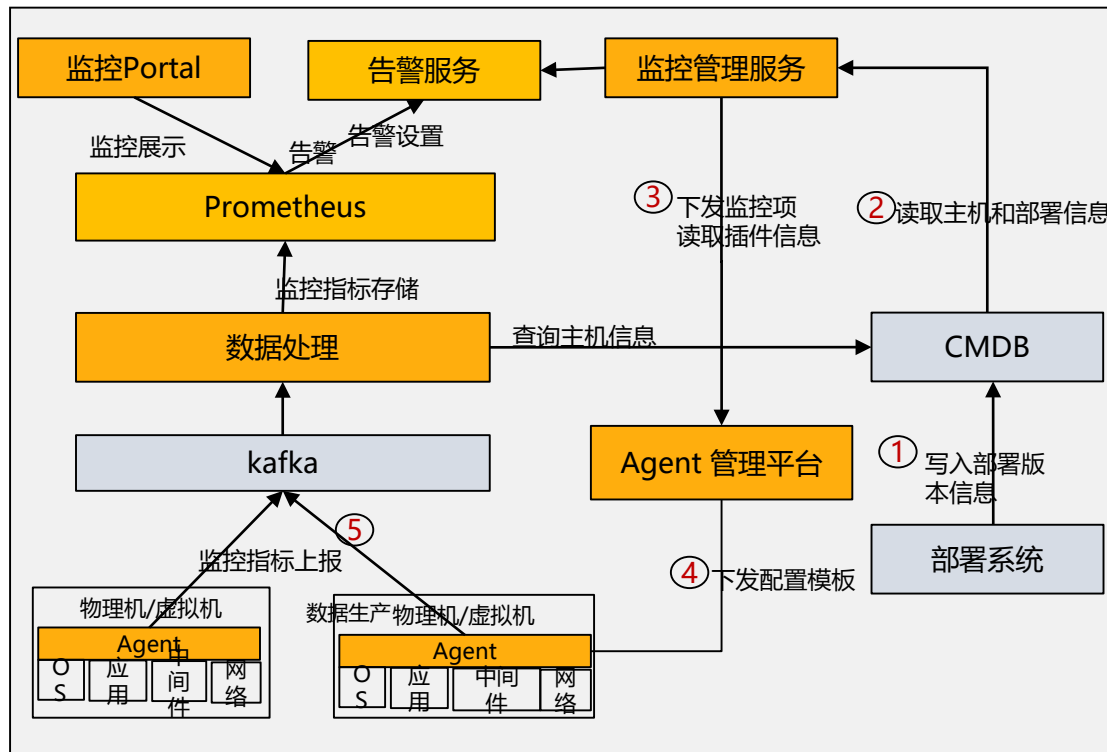 监控Portal
告警服务
监控管理服务
监控展示
告警
告警设置
Prometheus
3
下发监控项
读取插件信息
2
读取主机和部署信息
监控指标存储
数据处理
查询主机信息
CMDB
kafka
Agent 管理平台
1
写入部署版
本信息
5
监控指标上报
4
下发配置模板
部署系统
物理机/虚拟机
Agent
O
S
应
用
中
间
件
网
络
数据生产
物理机/虚拟机
Agent
O
S
应
用
中间
件
网
络